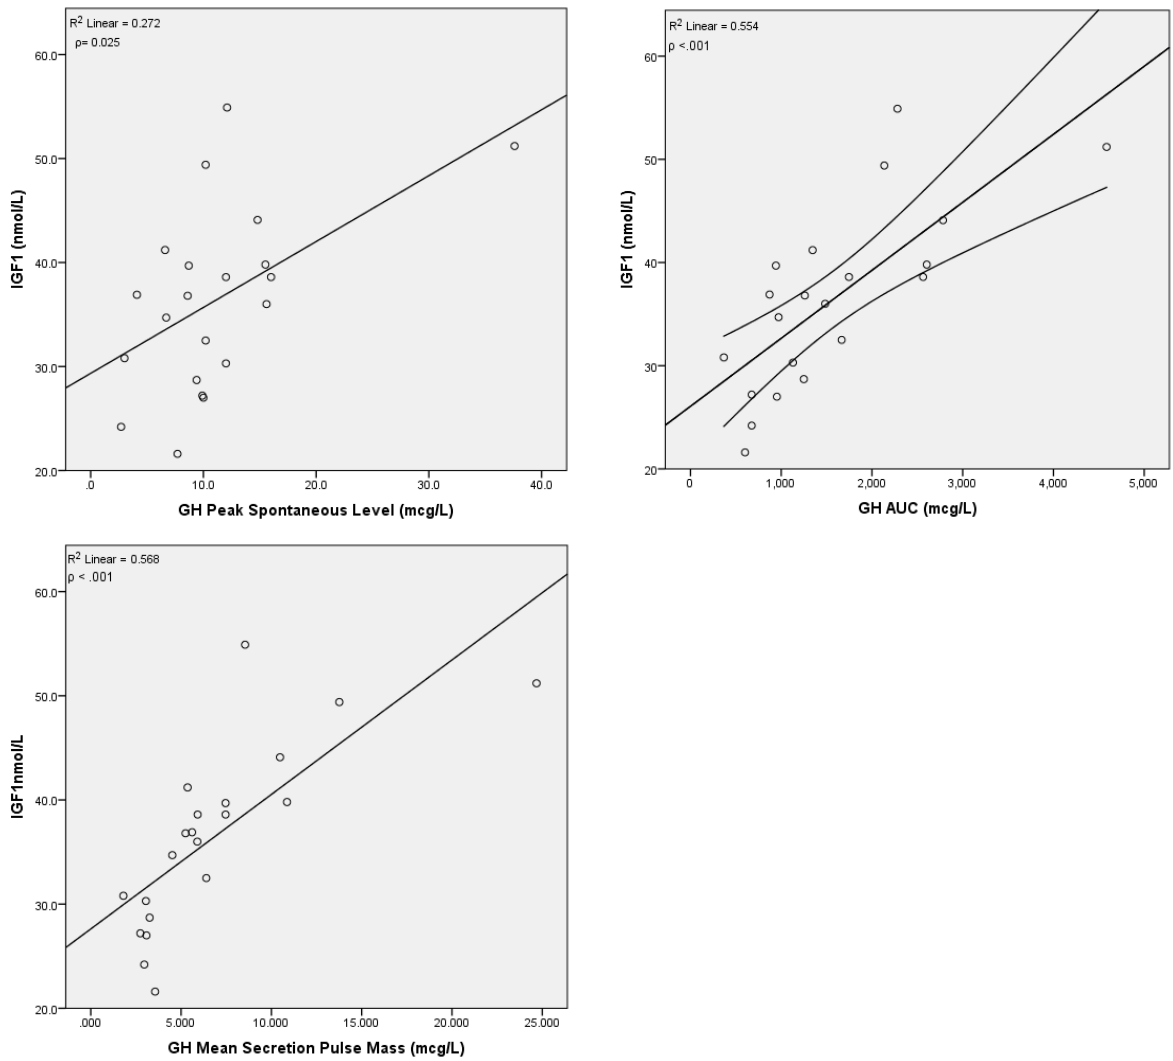 R² Linear = 0.272
ρ= 0.025
60.0
50.0
40.0
30.0
20.0
IGF1 (nmol/L)
.0 10.0 20.0 30.0 40.0
GH Peak Spontaneous Level (mcg/L)
R² Linear = 0.554
ρ <.001
60
50
40
30
20
IGF1 (nmol/L)
0 1,000 2,000 3,000 4,000 5,000
GH AUC (mcg/L)
R² Linear = 0.568
ρ < .001
60.0
50.0
40.0
30.0
20.0
IGF1nmol/L
.000 5.000 10.000 15.000 20.000 25.000
GH Mean Secretion Pulse Mass (mcg/L)